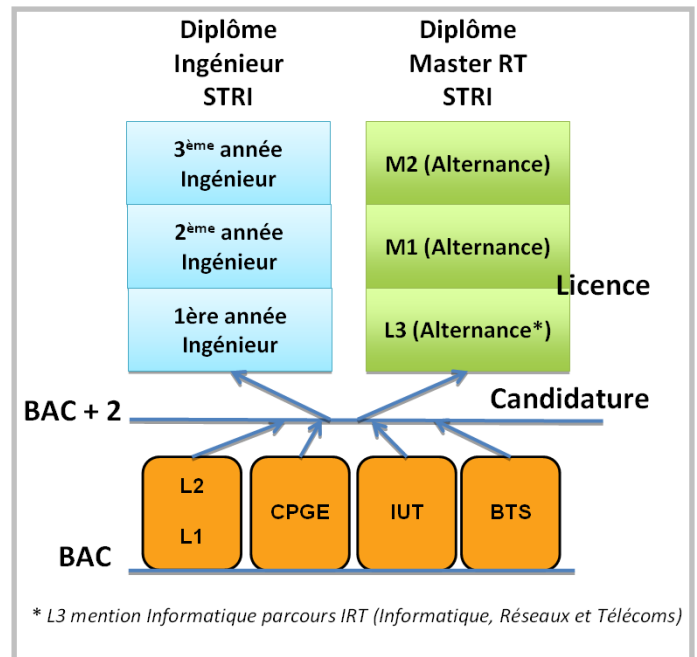 Diplôme
Ingénieur
STRI
Diplôme
Master RT
STRI
3ème année
Ingénieur
M2 (Alternance)
2ème année
Ingénieur
M1 (Alternance)
Licence
1ère année
Ingénieur
L3 (Alternance*)
Candidature
BAC + 2
L2
L1
CPGE
IUT
BTS
BAC
* L3 mention Informatique parcours IRT (Informatique, Réseaux et Télécoms)